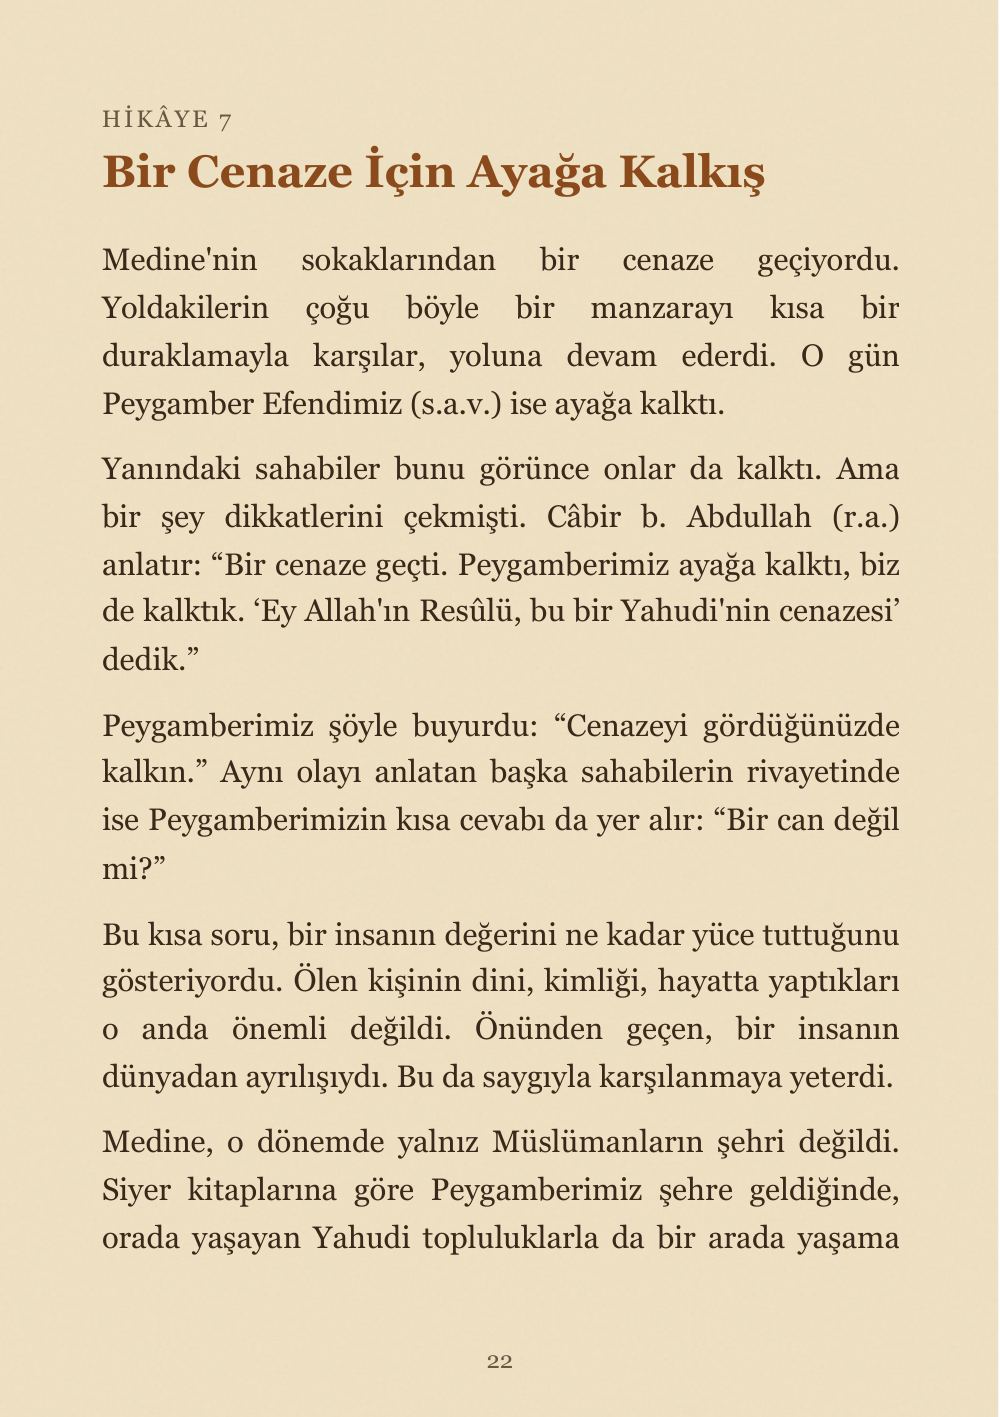 HİKÂYE 7
Bir Cenaze İçin Ayağa Kalkış
Medine'nin sokaklarından bir cenaze geçiyordu.
Yoldakilerin çoğu böyle bir manzarayı kısa bir
duraklamayla karşılar, yoluna devam ederdi. O gün
Peygamber Efendimiz (s.a.v.) ise ayağa kalktı.
Yanındaki sahabiler bunu görünce onlar da kalktı. Ama
bir şey dikkatlerini çekmişti. Câbir b. Abdullah (r.a.)
anlatır: “Bir cenaze geçti. Peygamberimiz ayağa kalktı, biz
de kalktık. ‘Ey Allah'ın Resûlü, bu bir Yahudi'nin cenazesi’
dedik.”
Peygamberimiz şöyle buyurdu: “Cenazeyi gördüğünüzde
kalkın.” Aynı olayı anlatan başka sahabilerin rivayetinde
ise Peygamberimizin kısa cevabı da yer alır: “Bir can değil
mi?”
Bu kısa soru, bir insanın değerini ne kadar yüce tuttuğunu
gösteriyordu. Ölen kişinin dini, kimliği, hayatta yaptıkları
o anda önemli değildi. Önünden geçen, bir insanın
dünyadan ayrılışıydı. Bu da saygıyla karşılanmaya yeterdi.
Medine, o dönemde yalnız Müslümanların şehri değildi.
Siyer kitaplarına göre Peygamberimiz şehre geldiğinde,
orada yaşayan Yahudi topluluklarla da bir arada yaşama
22